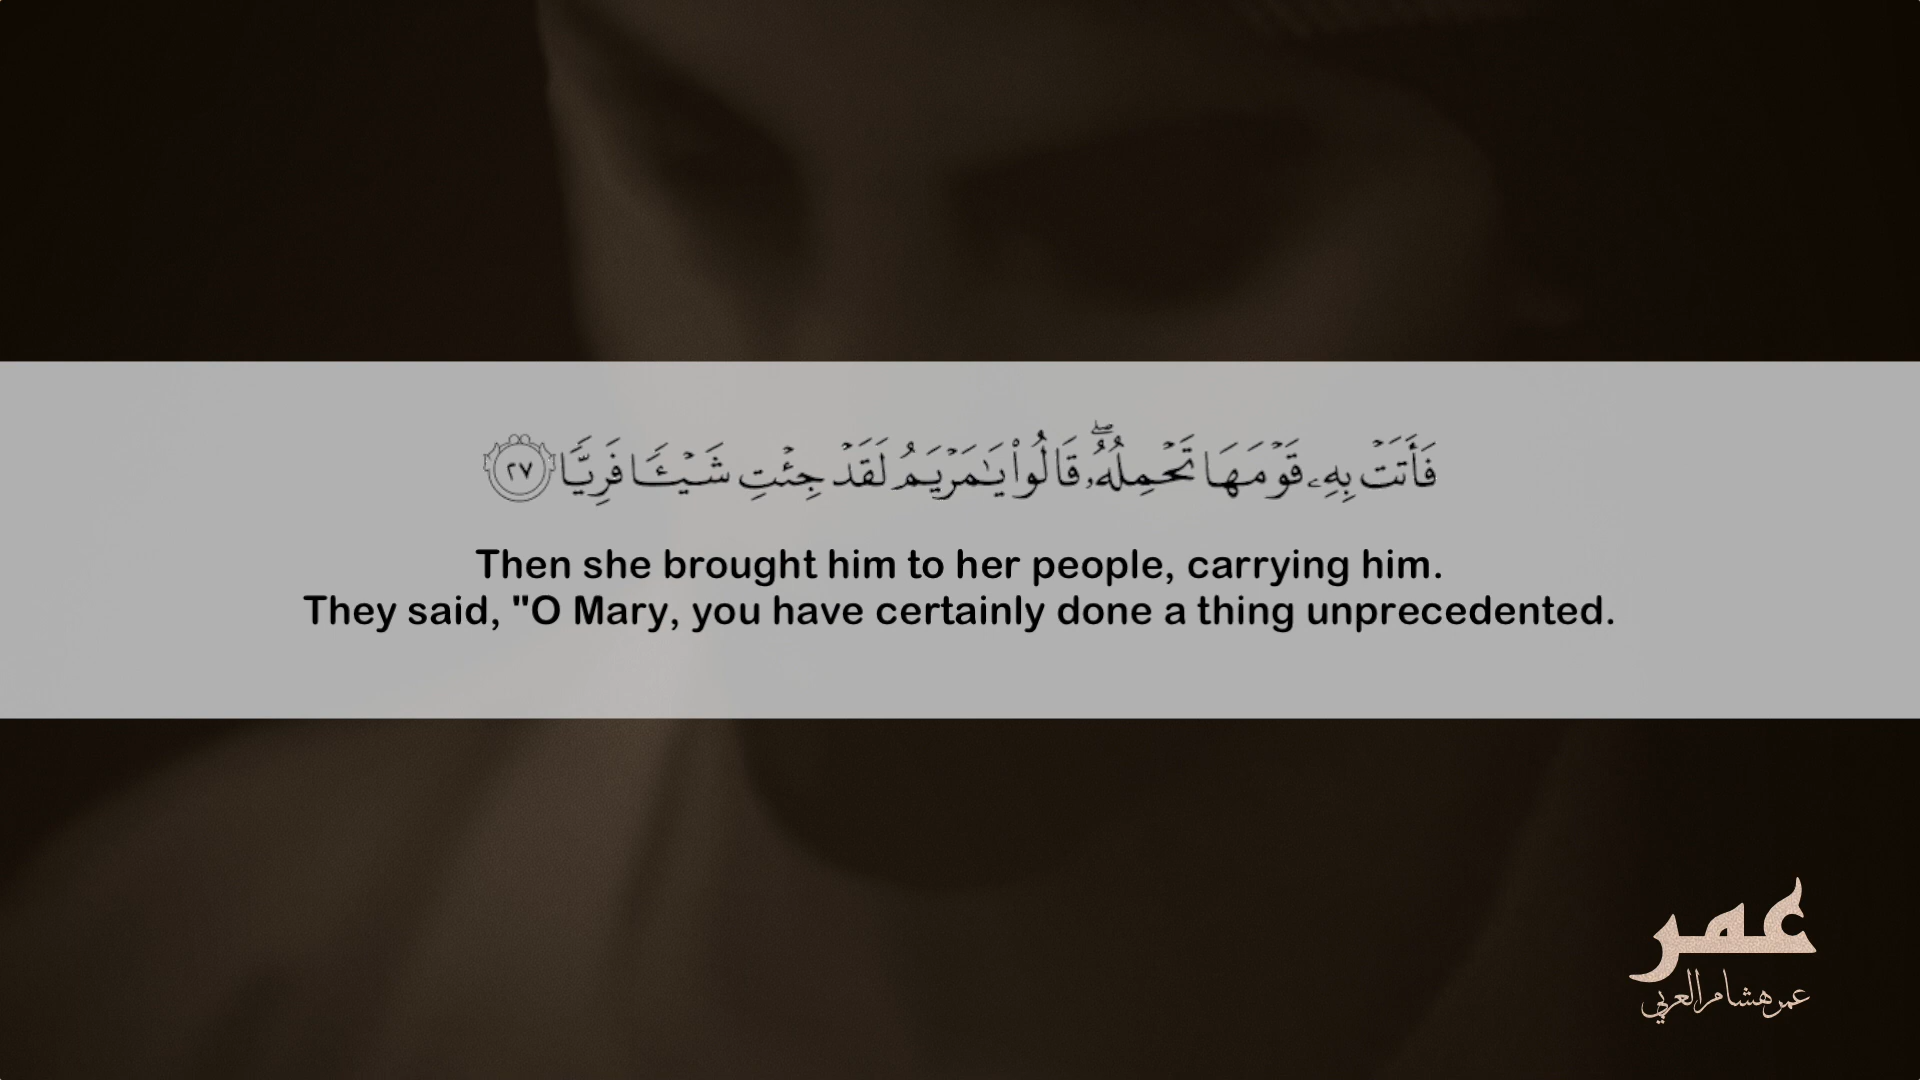 فَأَتَتْ بِهِۦ قَوْمَهَا تَحْمِلُهُۥۖ قَالُوا۟ يَٰمَرْيَمُ لَقَدْ جِئْتِ شَيْـًٔا فَرِيًّا ٢٧
Then she brought him to her people, carrying him.
They said, "O Mary, you have certainly done a thing unprecedented.
عمر
عمر هشام العربي